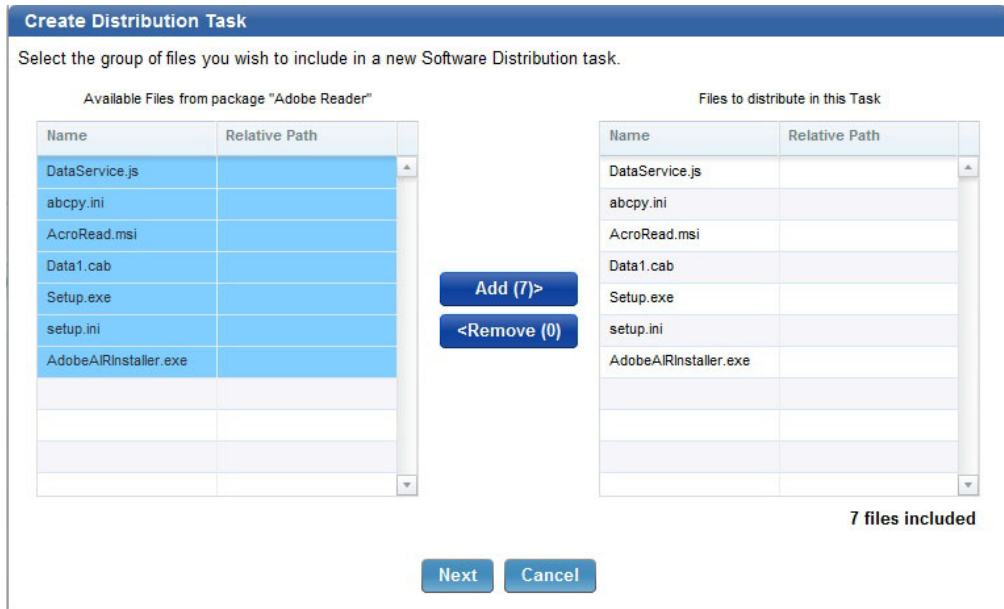 Create Distribution Task
Select the group of files you wish to include in a new Software Distribution task.
Available Files from package "Adobe Reader"
Name Relative Path
DataService.js
abcpy.ini
AcroRead.msi
Data1.cab
Setup.exe
setup.ini
AdobeAIRInstaller.exe
Add (7)>
<Remove (0)
Files to distribute in this Task
Name Relative Path
DataService.js
abcpy.ini
AcroRead.msi
Data1.cab
Setup.exe
setup.ini
AdobeAIRInstaller.exe
7 files included
Next Cancel